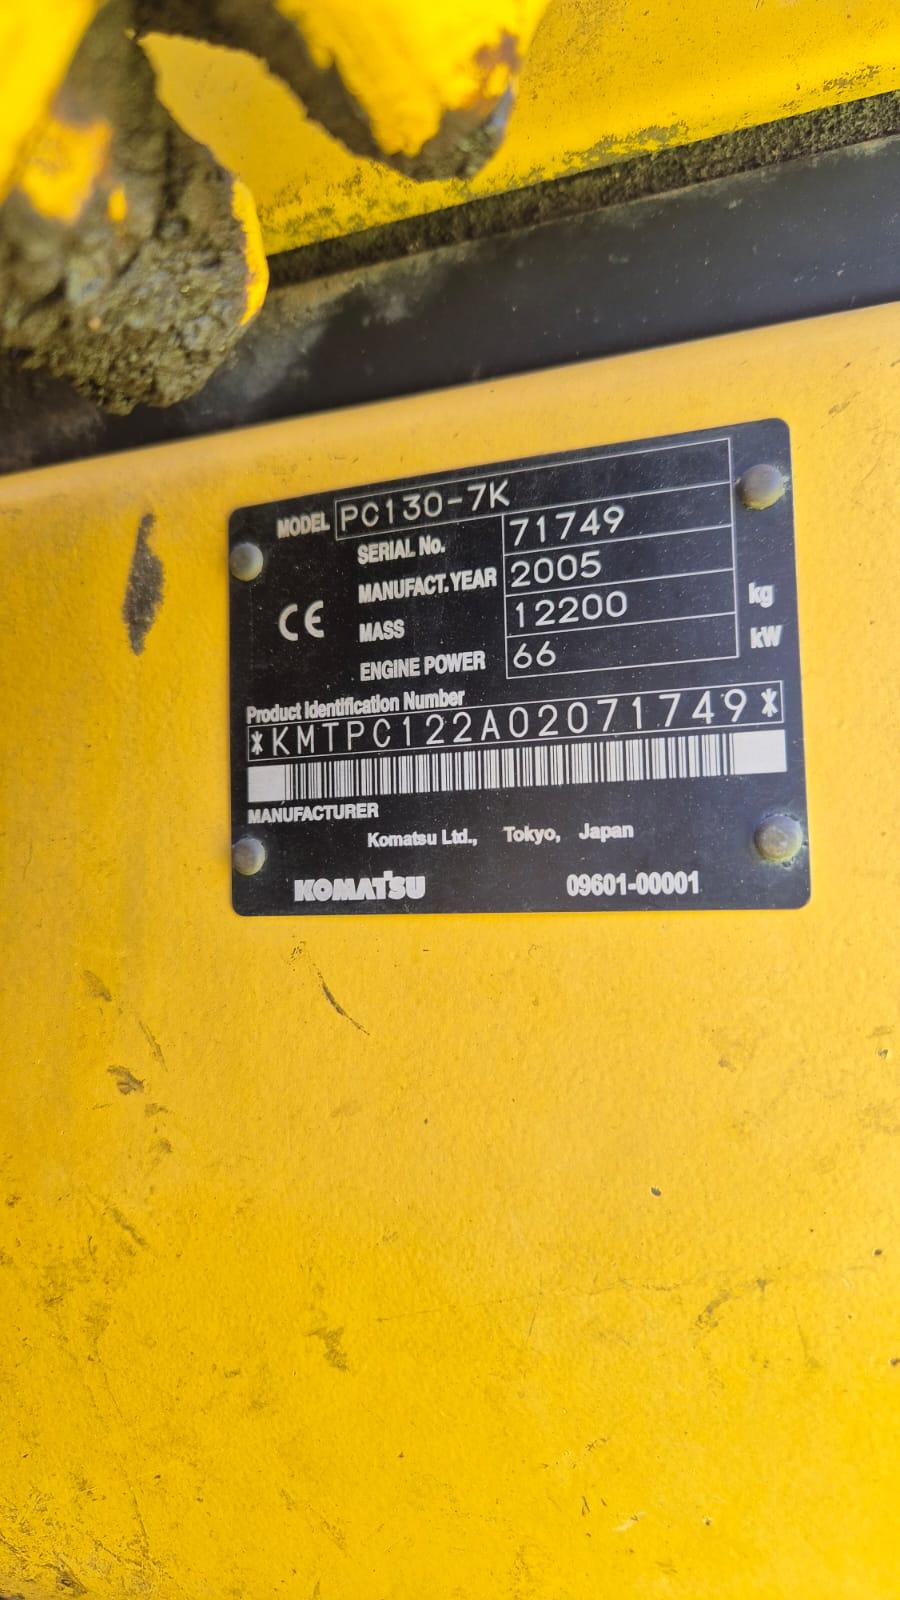 MODEL PC130-7K
SERIAL No. 71749
MANUFACT.YEAR 2005
CE MASS 12200 kg
ENGINE POWER 66 kW
Product Identification Number
*KMTPC122A02071749*
MANUFACTURER
Komatsu Ltd., Tokyo, Japan
KOMATSU 09601-00001